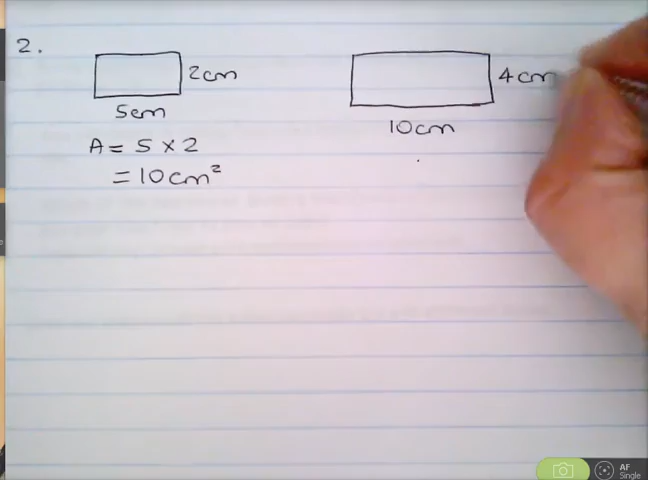 2.
2cm
4cm
5cm
10cm
A = 5 × 2
= 10cm²
AF
Single